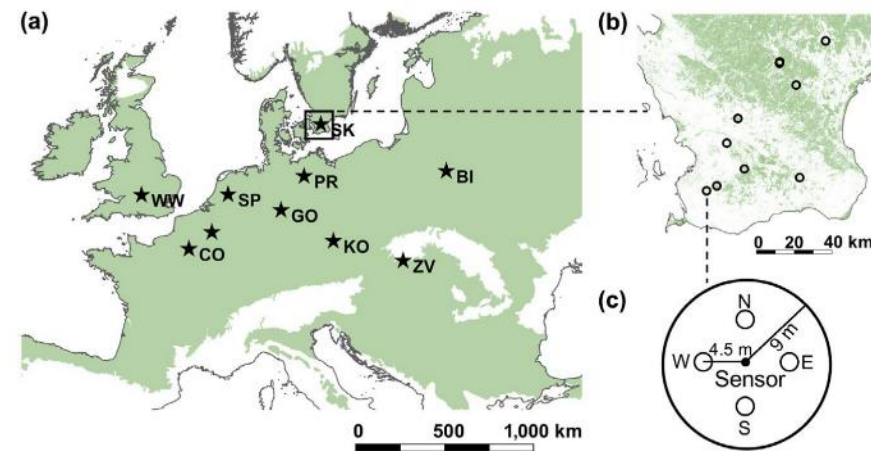 (a)
SK
PR
BI
WW
SP
GO
CO
KO
ZV
0 500 1,000 km
(b)
0 20 40 km
(c)
N
4.5 m
9 m
W
E
Sensor
S